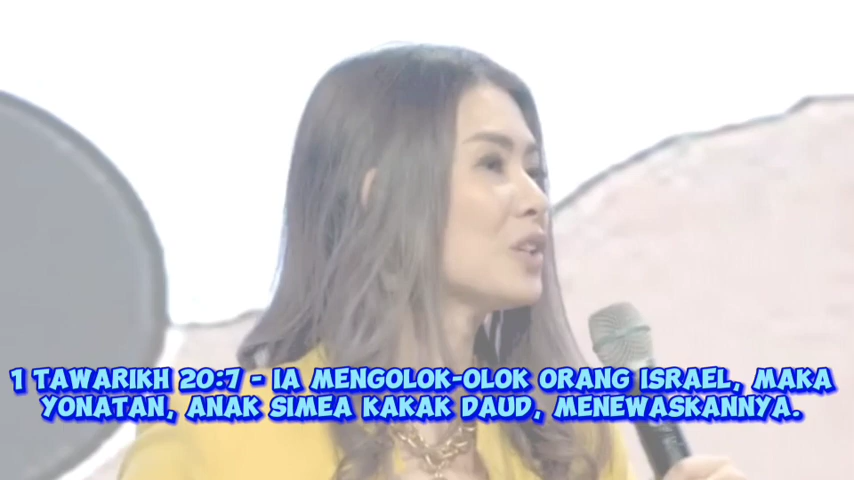 1 TAWARIKH 20:7 - IA MENGOLOK-OLOK ORANG ISRAEL, MAKA
YONATAN, ANAK SIMEA KAKAK DAUD, MENEWASKANNYA.